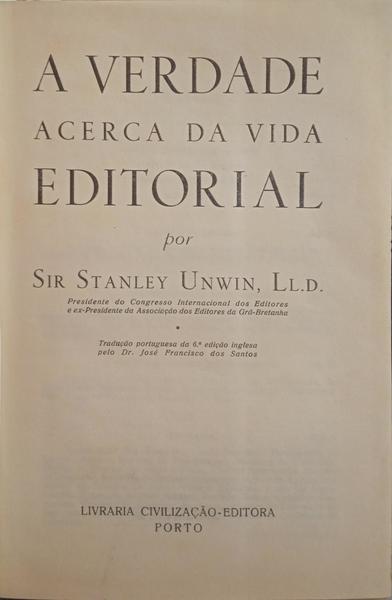 A VERDADE
ACERCA DA VIDA
EDITORIAL
por
SIR STANLEY UNWIN, LL.D.
Presidente do Congresso Internacional dos Editores
e ex-Presidente da Associação dos Editores da Grã-Bretanha
Tradução portuguesa da 6.ª edição inglesa
pelo Dr. José Francisco dos Santos
LIVRARIA CIVILIZAÇÃO-EDITORA
PORTO